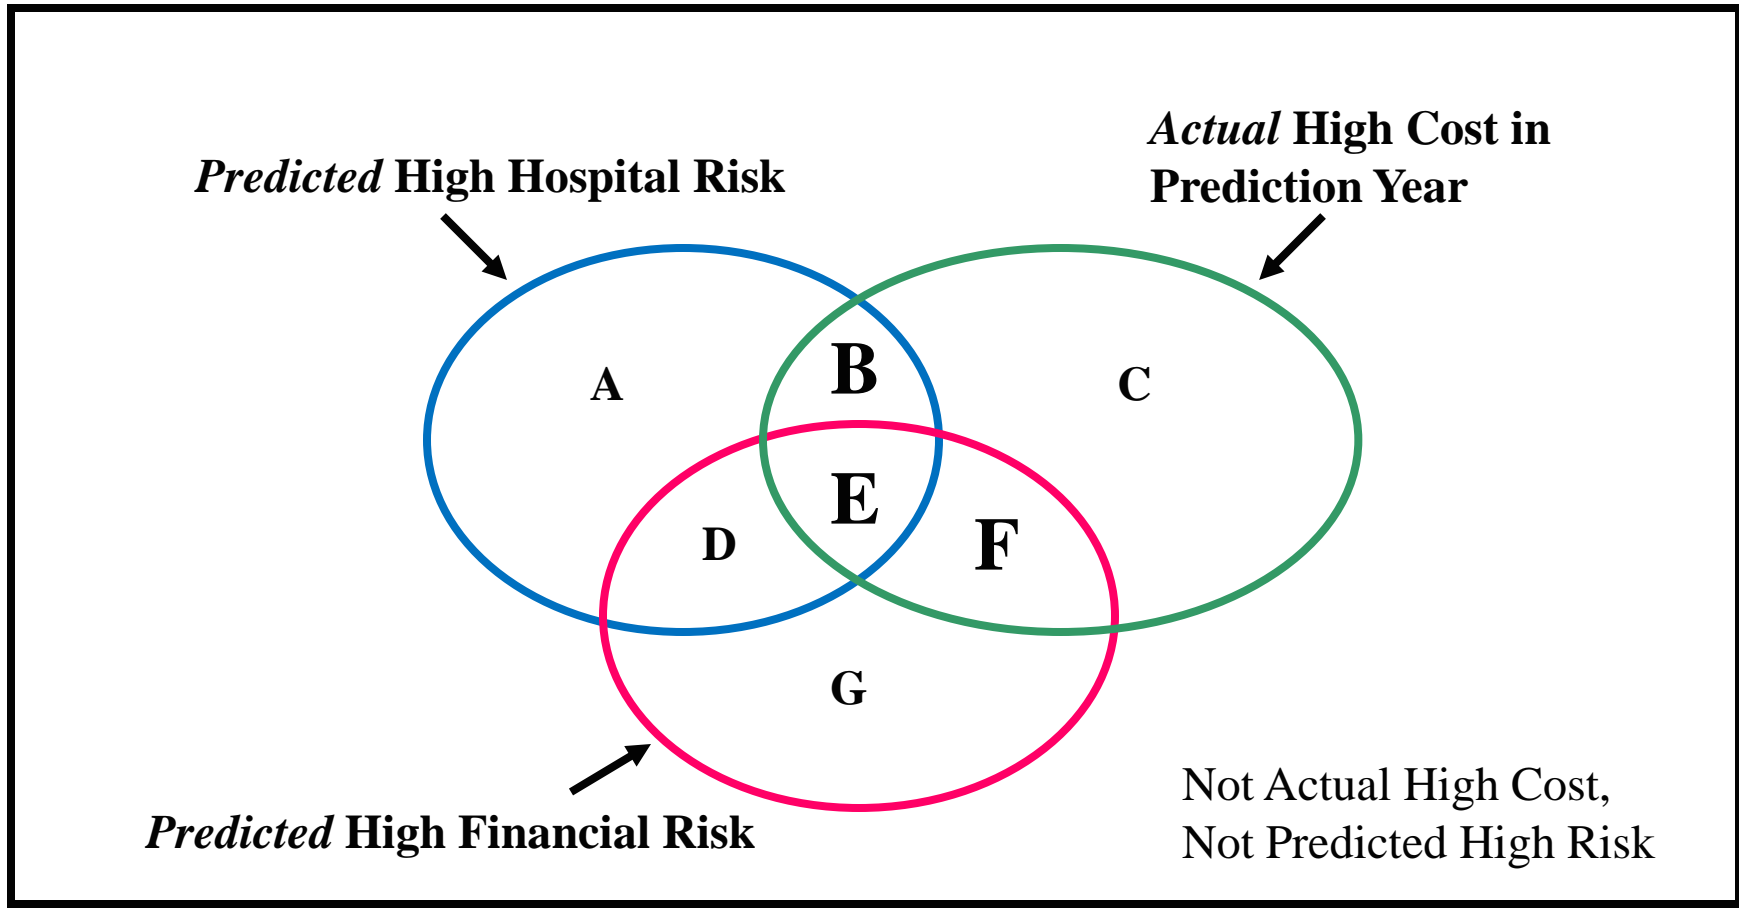 Actual High Cost in
Prediction Year
Predicted High Hospital Risk
A
B
C
D
E
F
G
Predicted High Financial Risk
Not Actual High Cost,
Not Predicted High Risk